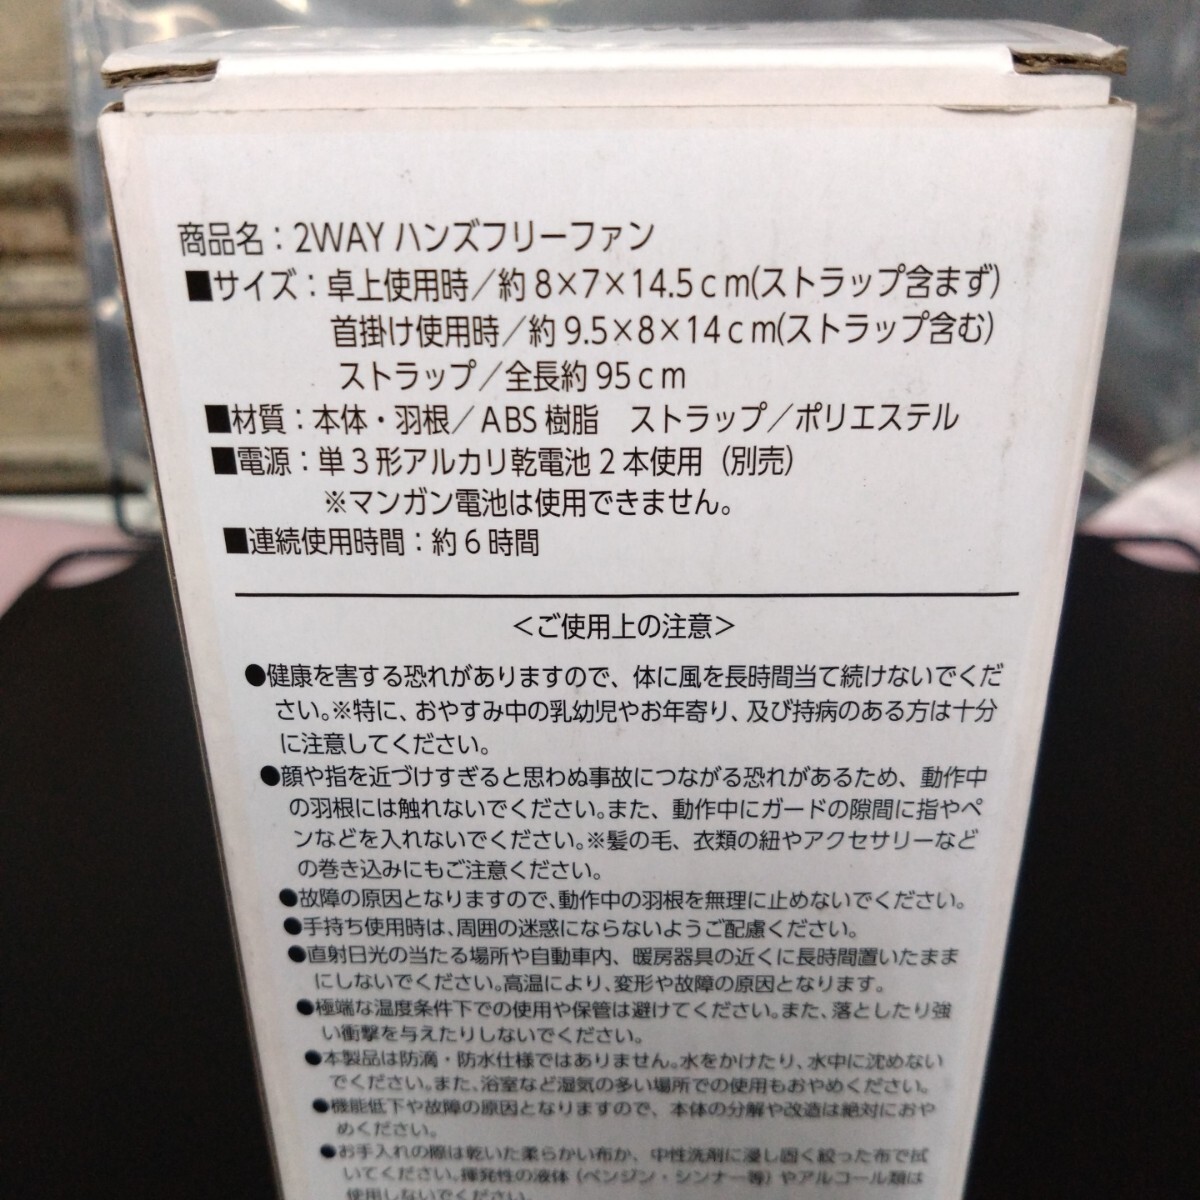 商品名：2WAYハンズフリーファン
■サイズ：卓上使用時／約8×7×14.5cm(ストラップ含まず)
首掛け使用時／約9.5×8×14cm(ストラップ含む)
ストラップ／全長約95cm
■材質：本体・羽根／ABS樹脂　ストラップ／ポリエステル
■電源：単3形アルカリ乾電池2本使用（別売）
※マンガン電池は使用できません。
■連続使用時間：約6時間
＜ご使用上の注意＞
●健康を害する恐れがありますので、体に風を長時間当て続けないでくだ
さい。※特に、おやすみ中の乳幼児やお年寄り、及び持病のある方は十分
に注意してください。
●顔や指を近づけすぎると思わぬ事故につながる恐れがあるため、動作中
の羽根には触れないでください。また、動作中にガードの隙間に指やペ
ンなどを入れないでください。※髪の毛、衣類の紐やアクセサリーなど
の巻き込みにもご注意ください。
●故障の原因となりますので、動作中の羽根を無理に止めないでください。
●手持ち使用時は、周囲の迷惑にならないようご配慮ください。
●直射日光の当たる場所や自動車内、暖房器具の近くに長時間置いたまま
にしないでください。高温により、変形や故障の原因となります。
●極端な温度条件下での使用や保管は避けてください。また、落としたり強
い衝撃を与えたりしないでください。
●本製品は防滴・防水仕様ではありません。水をかけたり、水中に沈めない
でください。また、浴室など湿気の多い場所での使用もおやめください。
●機能低下や故障の原因となりますので、本体の分解や改造は絶対におや
めください。
●お手入れの際は乾いた柔らかい布か、中性洗剤に浸し固く絞った布で拭
いてください。揮発性の液体（ベンジン・シンナー等）やアルコール類は
使用しないでください。